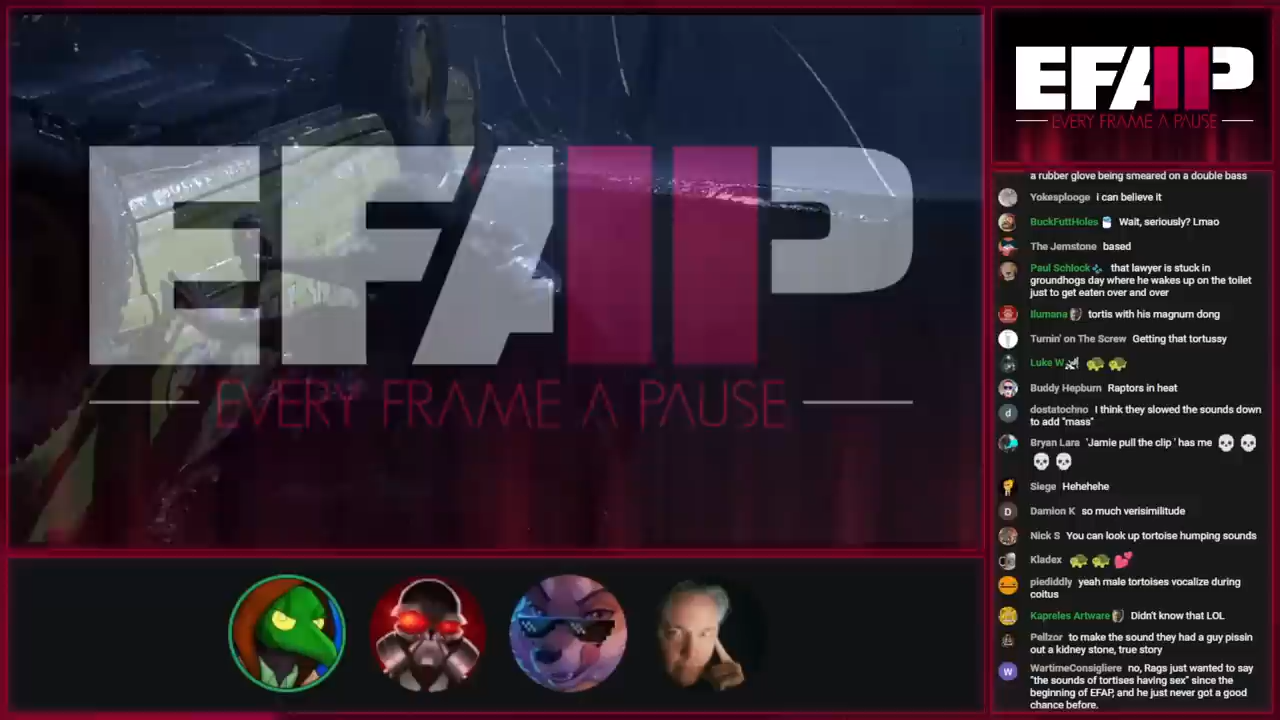 EFAP
EVERY FRAME A PAUSE
EFAP
EVERY FRAME A PAUSE
a rubber glove being smeared on a double bass
Yokesplooge I can believe it
BuckFuttHoles Wait, seriously? Lmao
The Jemstone based
Paul Schlock that lawyer is stuck in
groundhogs day where he wakes up on the toilet
just to get eaten over and over
Ilumana tortis with his magnum dong
Turnin' on The Screw Getting that tortussy
Luke W 🐢 🐢
Buddy Hepburn Raptors in heat
d
dostatochno I think they slowed the sounds down
to add "mass"
Bryan Lara 'Jamie pull the clip ' has me 💀 💀
💀 💀
Siege Hehehehe
D
Damion K so much verisimilitude
Nick S You can look up tortoise humping sounds
Kladex 🐢 🐢 💕
piediddly yeah male tortoises vocalize during
coitus
Kapreles Artware Didn't know that LOL
Pellzor to make the sound they had a guy pissin
out a kidney stone, true story
W
WartimeConsigliere no, Rags just wanted to say
"the sounds of tortises having sex" since the
beginning of EFAP, and he just never got a good
chance before.